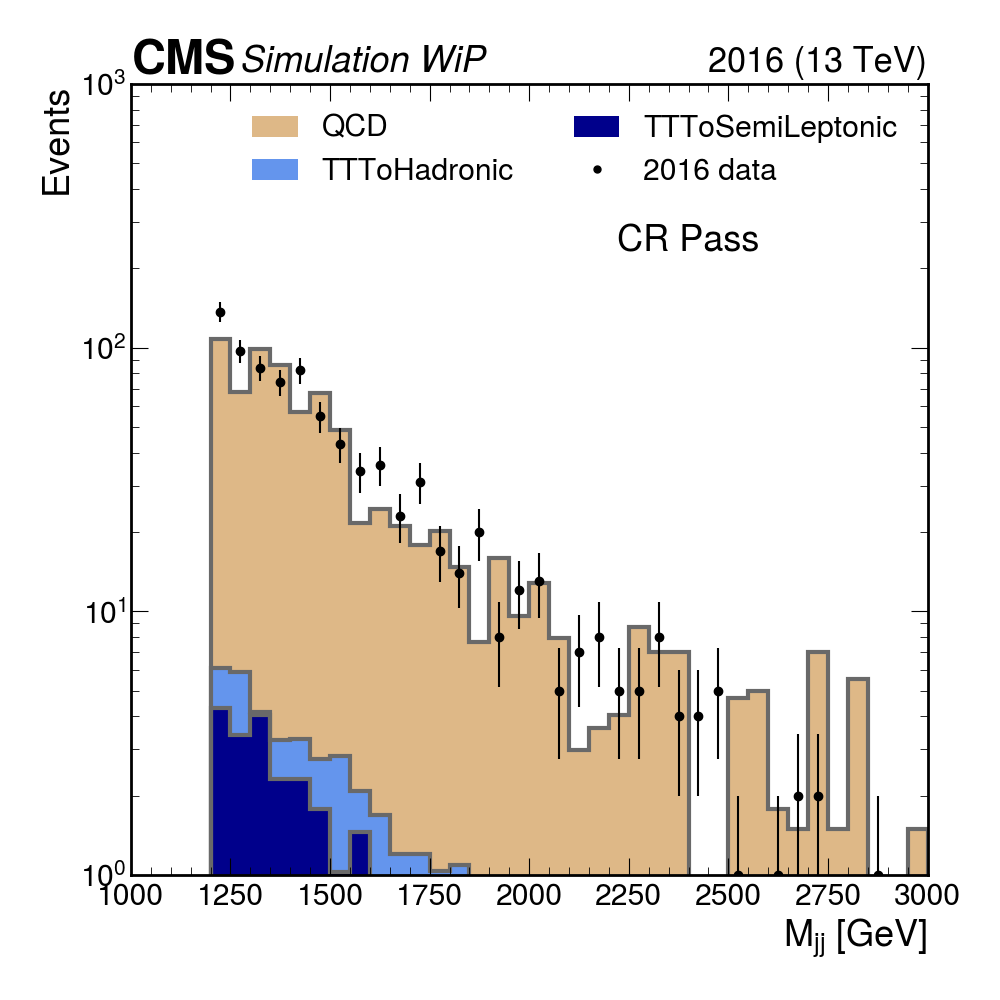 CMS Simulation WiP 2016 (13 TeV)
Events
10³
QCD TTToSemiLeptonic
TTToHadronic 2016 data
CR Pass
10²
10¹
10⁰
1000 1250 1500 1750 2000 2250 2500 2750 3000
Mjj [GeV]